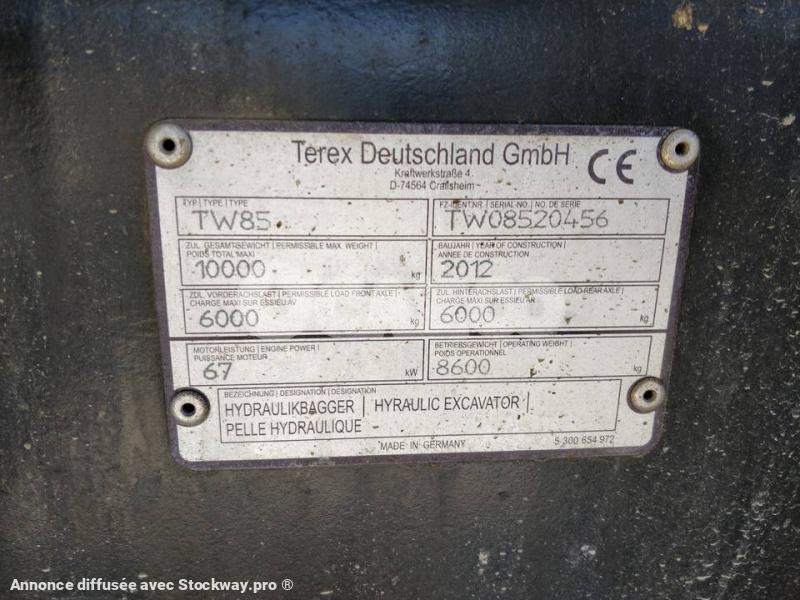 Terex Deutschland GmbH CE
Kraftwerkstraße 4
D-74564 Crailsheim
TYP | TYPE | TYPE
TW85
FZ-IDENT.NR. | SERIAL-NO. | NO. DE SERIE
TW08520456
ZUL. GESAMTGEWICHT | PERMISSIBLE MAX. WEIGHT |
POIDS TOTAL MAXI
10000 kg
BAUJAHR | YEAR OF CONSTRUCTION |
ANNEE DE CONSTRUCTION
2012
ZUL. VORDERACHSLAST | PERMISSIBLE LOAD FRONT AXLE |
CHARGE MAXI SUR ESSIEU AV
6000 kg
ZUL. HINTERACHSLAST | PERMISSIBLE LOAD REAR AXLE |
CHARGE MAXI SUR ESSIEU AR
6000 kg
MOTORLEISTUNG | ENGINE POWER |
PUISSANCE MOTEUR
67 kW
BETRIEBSGEWICHT | OPERATING WEIGHT |
POIDS OPERATIONNEL
8600 kg
BEZEICHNUNG | DESIGNATION | DESIGNATION
HYDRAULIKBAGGER | HYRAULIC EXCAVATOR |
PELLE HYDRAULIQUE
MADE IN GERMANY
5 300 654 972
Annonce diffusée avec Stockway.pro ®